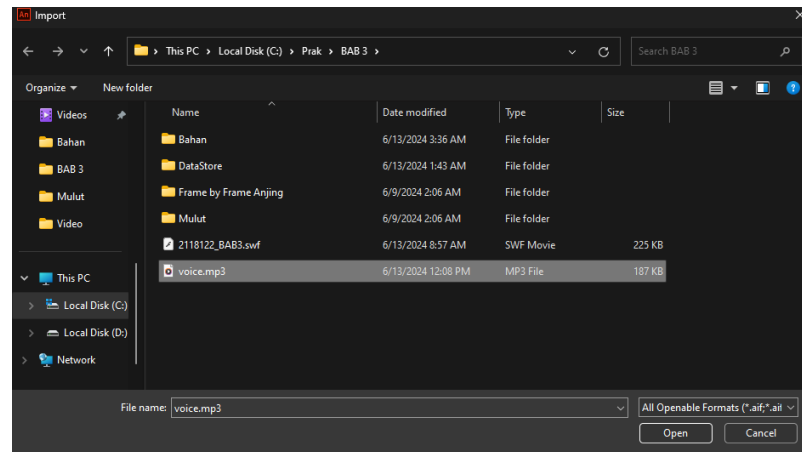 An Import
This PC > Local Disk (C:) > Prak > BAB 3 >
Search BAB 3
Organize New folder
Name Date modified Type Size
Videos
Bahan
BAB 3
Mulut
Video
This PC
Local Disk (C:)
Local Disk (D:)
Network
Bahan 6/13/2024 3:36 AM File folder
DataStore 6/13/2024 1:43 AM File folder
Frame by Frame Anjing 6/9/2024 2:06 AM File folder
Mulut 6/9/2024 2:06 AM File folder
2118122_BAB3.swf 6/13/2024 8:57 AM SWF Movie 225 KB
voice.mp3 6/13/2024 12:08 PM MP3 File 187 KB
File name: voice.mp3
All Openable Formats (*.aif;*.aif
Open Cancel